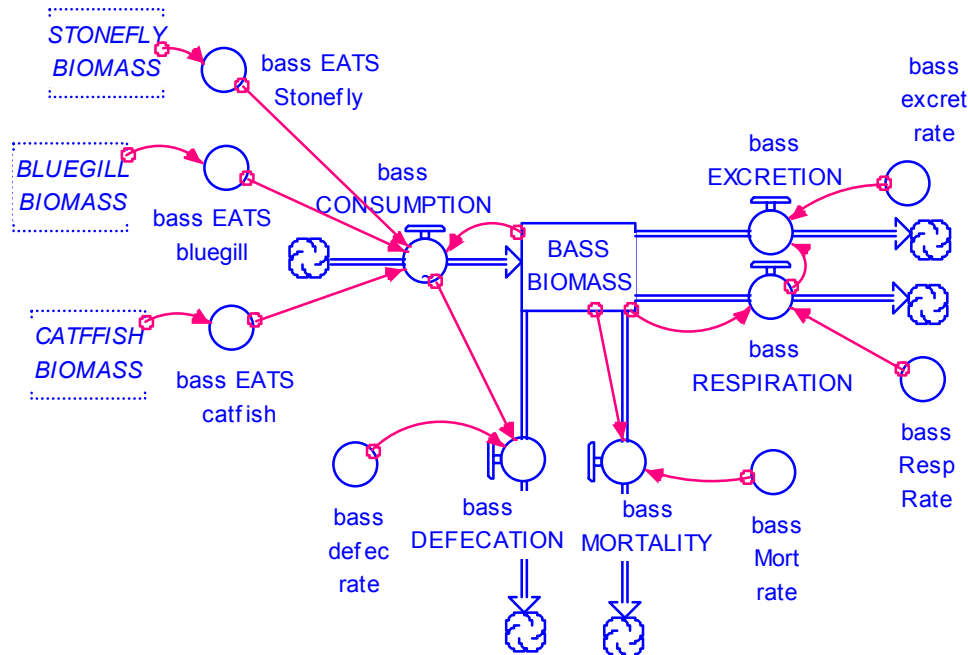 STONEFLY
BIOMASS
bass EATS
Stonefly
bass
excret
rate
BLUEGILL
BIOMASS
bass EATS
bluegill
bass
CONSUMPTION
bass
EXCRETION
BASS
BIOMASS
CATFFISH
BIOMASS
bass EATS
catfish
bass
RESPIRATION
bass
Resp
Rate
bass
defec
rate
bass
DEFECATION
bass
MORTALITY
bass
Mort
rate